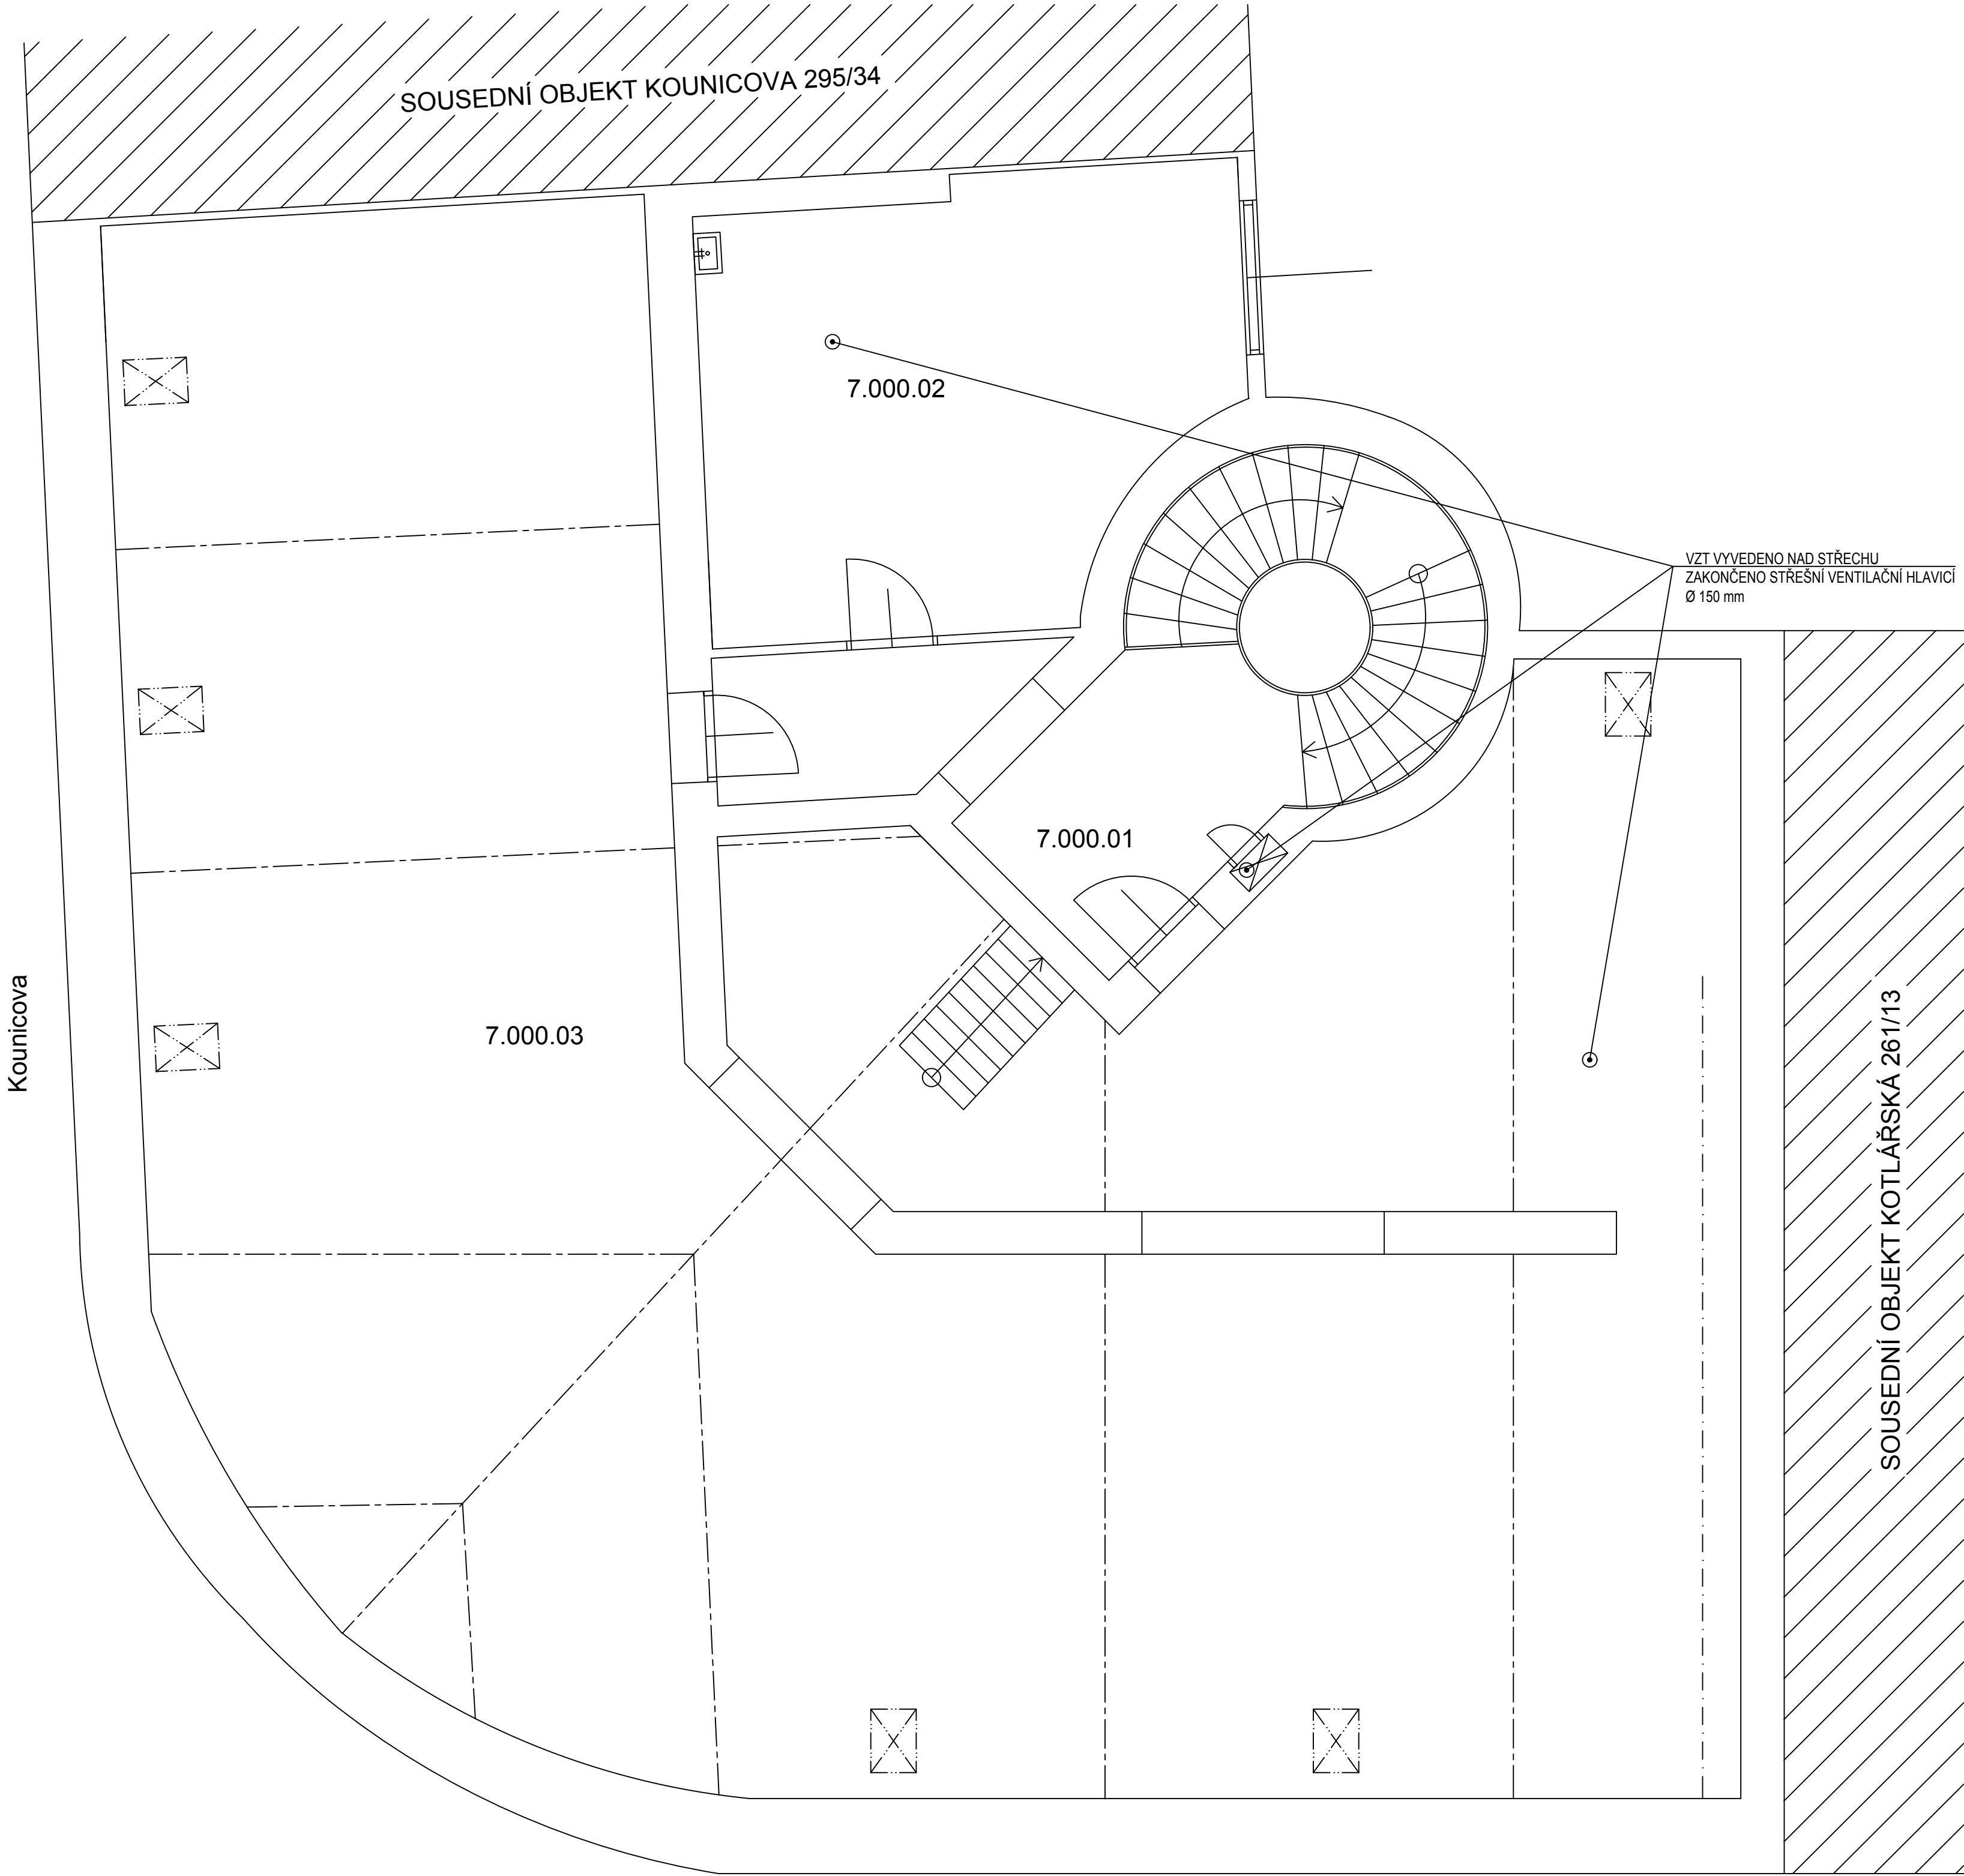 SOUSEDNÍ OBJEKT KOUNICOVA 295/34
7.000.02
VZT VYVEDENO NAD STŘECHU
ZAKONČENO STŘEŠNÍ VENTILAČNÍ HLAVICÍ
Ø 150 mm
7.000.01
7.000.03
Kounicova
SOUSEDNÍ OBJEKT KOTLÁŘSKÁ 261/13